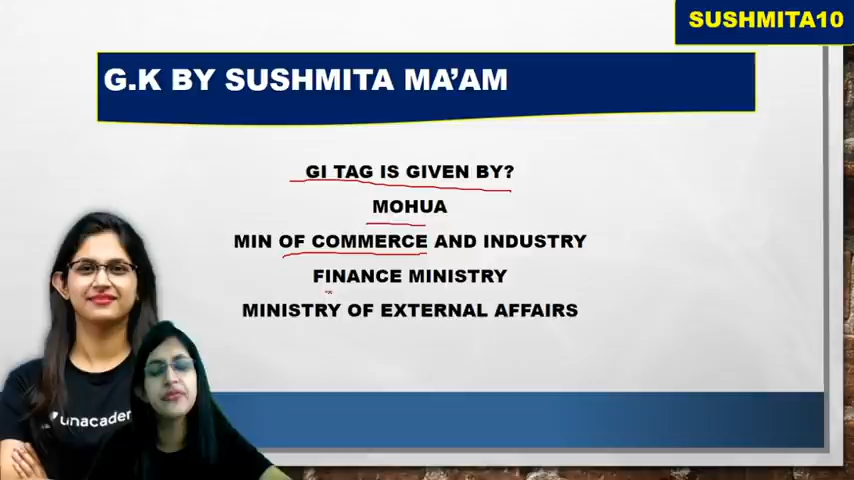 SUSHMITA10
G.K BY SUSHMITA MA'AM
GI TAG IS GIVEN BY?
MOHUA
MIN OF COMMERCE AND INDUSTRY
FINANCE MINISTRY
MINISTRY OF EXTERNAL AFFAIRS
unacader